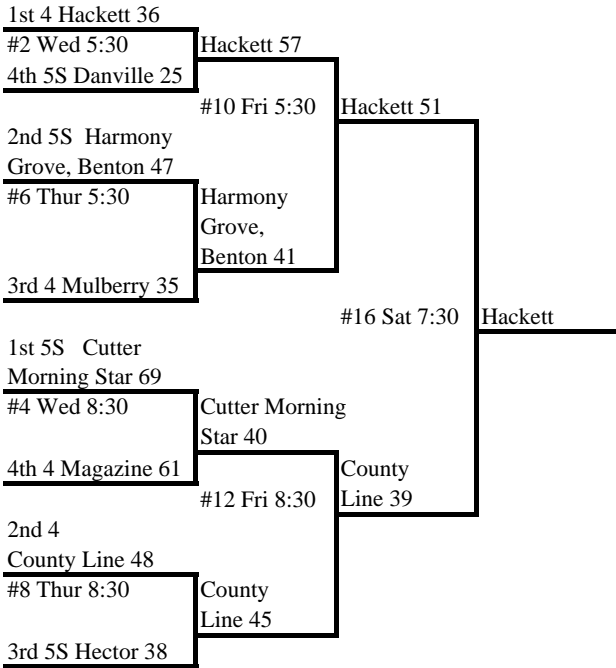 1st 4 Hackett 36
#2 Wed 5:30
4th 5S Danville 25
Hackett 57
#10 Fri 5:30
Hackett 51
2nd 5S  Harmony
Grove, Benton 47
#6 Thur 5:30
3rd 4 Mulberry 35
Harmony
Grove,
Benton 41
#16 Sat 7:30
Hackett
1st 5S   Cutter
Morning Star 69
#4 Wed 8:30
4th 4 Magazine 61
Cutter Morning
Star 40
#12 Fri 8:30
County
Line 39
2nd 4
County Line 48
#8 Thur 8:30
3rd 5S Hector 38
County
Line 45